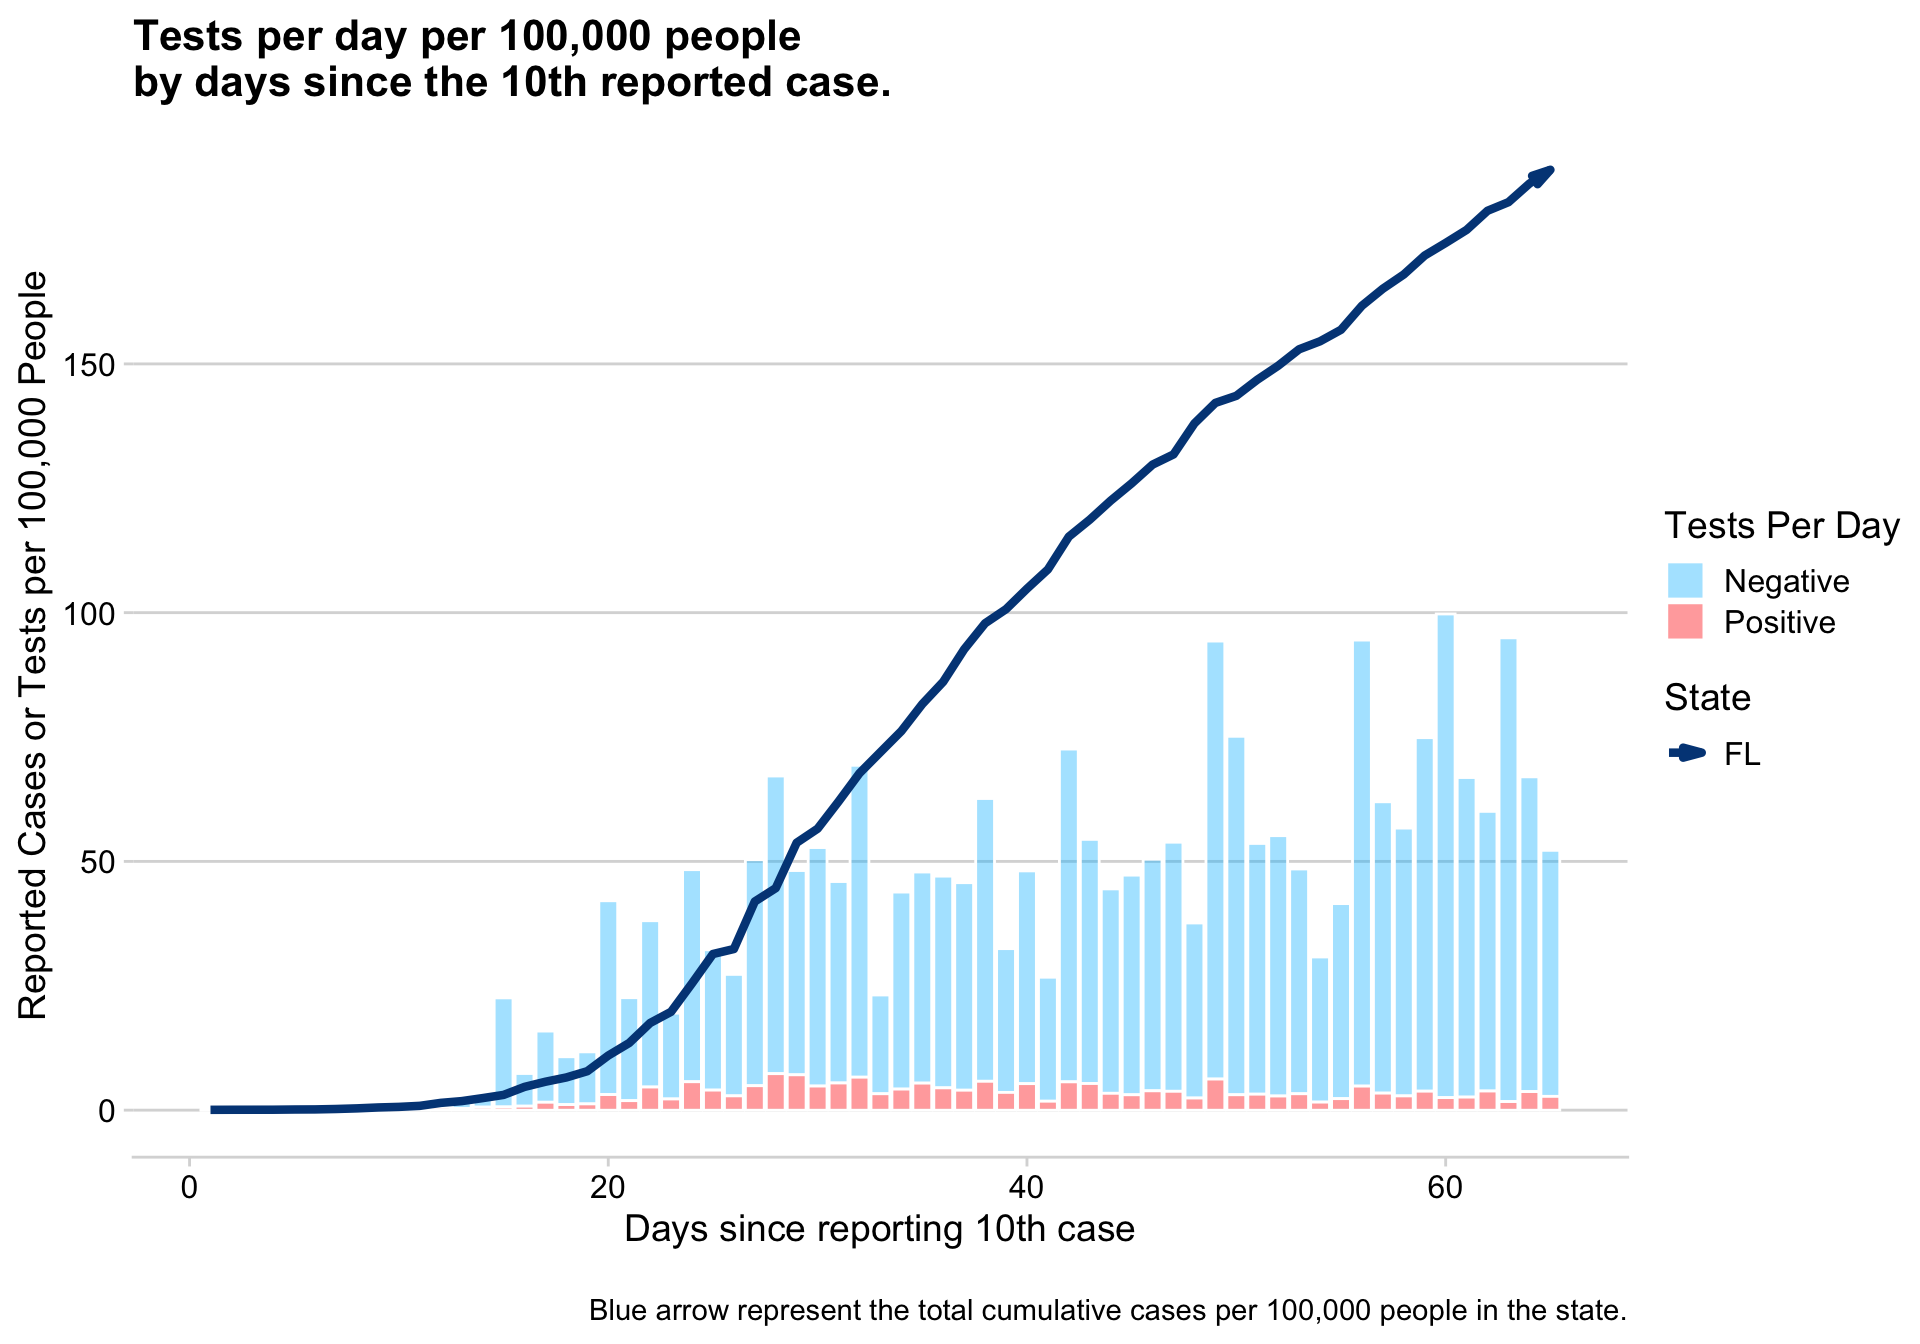 Tests per day per 100,000 people
by days since the 10th reported case.
Reported Cases or Tests per 100,000 People
150
100
50
0
0
20
40
60
Days since reporting 10th case
Tests Per Day
Negative
Positive
State
FL
Blue arrow represent the total cumulative cases per 100,000 people in the state.